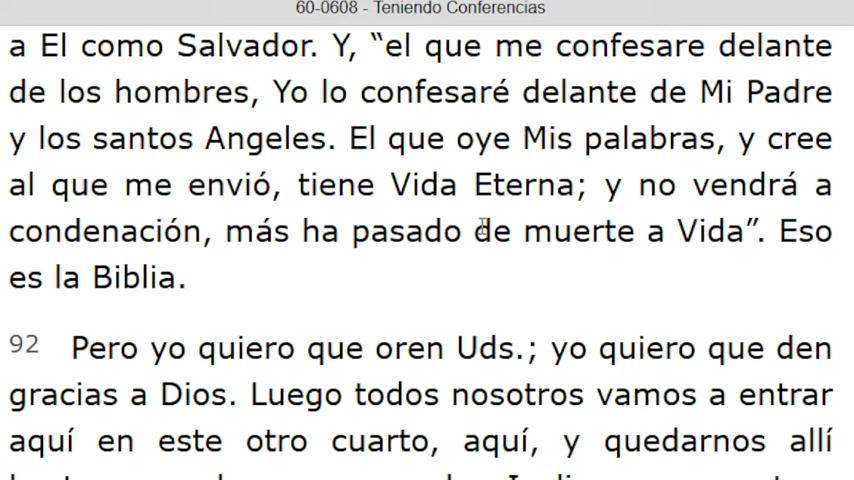 60-0608 - Teniendo Conferencias
a El como Salvador. Y, “el que me confesare delante
de los hombres, Yo lo confesaré delante de Mi Padre
y los santos Angeles. El que oye Mis palabras, y cree
al que me envió, tiene Vida Eterna; y no vendrá a
condenación, más ha pasado de muerte a Vida”. Eso
es la Biblia.
92 Pero yo quiero que oren Uds.; yo quiero que den
gracias a Dios. Luego todos nosotros vamos a entrar
aquí en este otro cuarto, aquí, y quedarnos allí